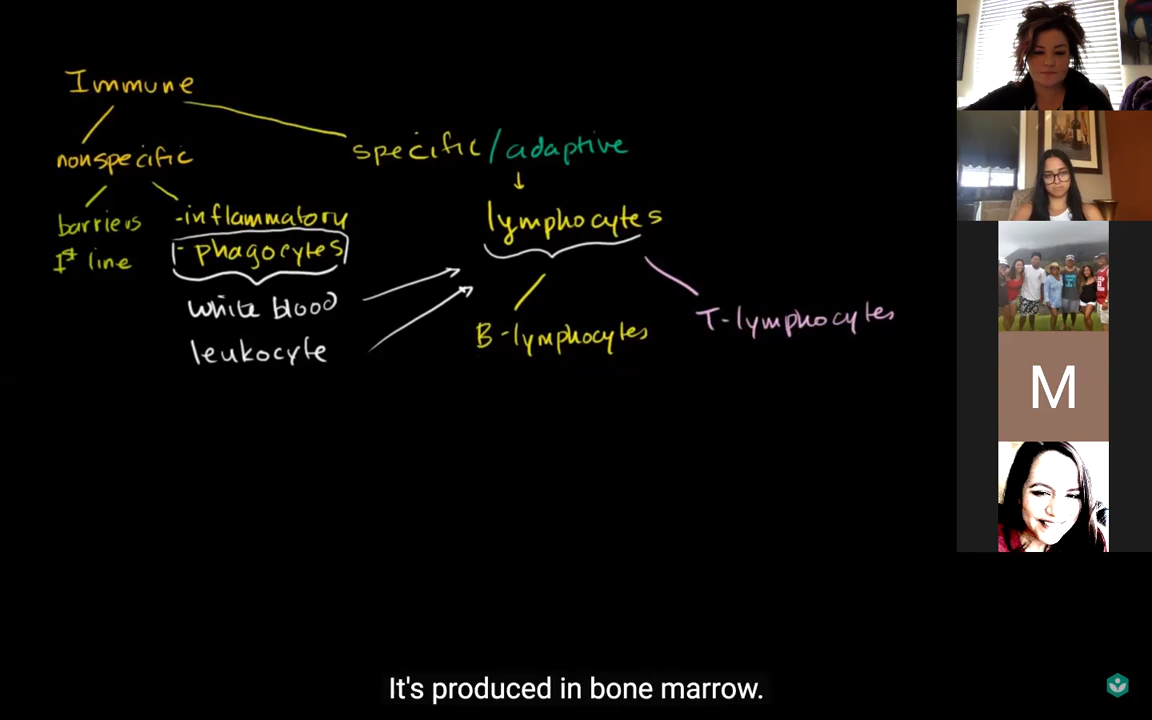 Immune
nonspecific
specific/adaptive
barriers
1st line
-inflammatory
- phagocytes
white blood
leukocyte
lymphocytes
B-lymphocytes
T-lymphocytes
M
It's produced in bone marrow.